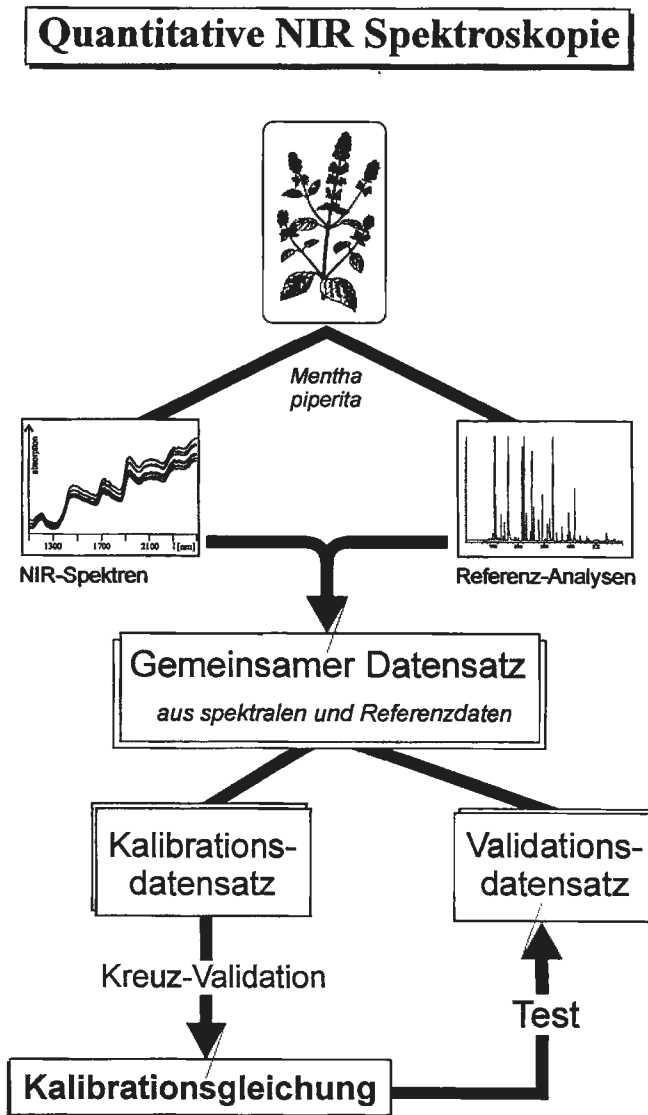 Quantitative NIR Spektroskopie
Mentha
piperita
absorption
1300 1700 2100 [nm]
NIR-Spektren
Referenz-Analysen
Gemeinsamer Datensatz
aus spektralen und Referenzdaten
Kalibrations-
datensatz
Validations-
datensatz
Kreuz-Validation
Test
Kalibrationsgleichung